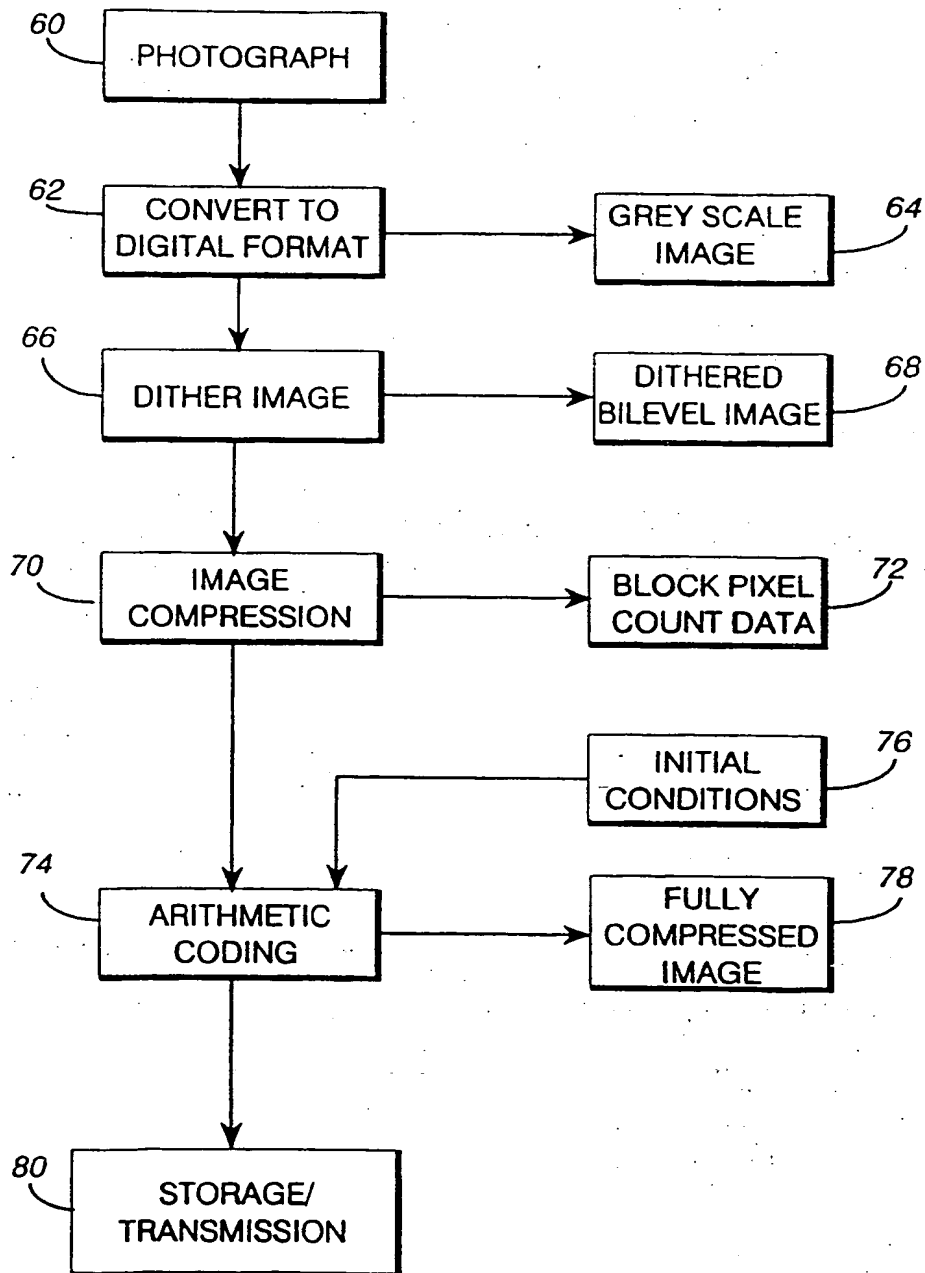 60
PHOTOGRAPH
62
CONVERT TO
DIGITAL FORMAT
GREY SCALE
IMAGE
64
66
DITHER IMAGE
DITHERED
BILEVEL IMAGE
68
70
IMAGE
COMPRESSION
BLOCK PIXEL
COUNT DATA
72
INITIAL
CONDITIONS
76
74
ARITHMETIC
CODING
FULLY
COMPRESSED
IMAGE
78
80
STORAGE/
TRANSMISSION